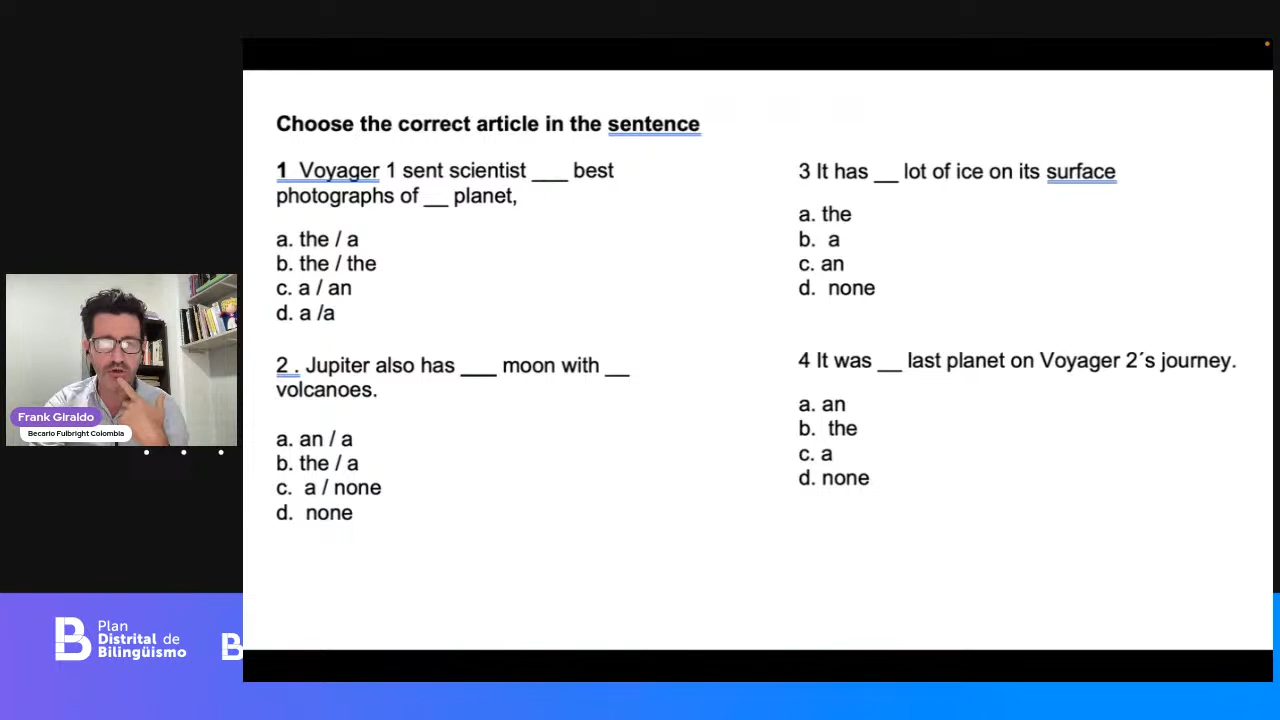 Choose the correct article in the sentence
1 Voyager 1 sent scientist ___ best
photographs of __ planet,
a. the / a
b. the / the
c. a / an
d. a /a
2 . Jupiter also has ___ moon with __
volcanoes.
a. an / a
b. the / a
c. a / none
d. none
3 It has __ lot of ice on its surface
a. the
b. a
c. an
d. none
4 It was __ last planet on Voyager 2´s journey.
a. an
b. the
c. a
d. none
Frank Giraldo
Becario Fulbright Colombia
B Plan
Distrital de
Bilingüismo
B